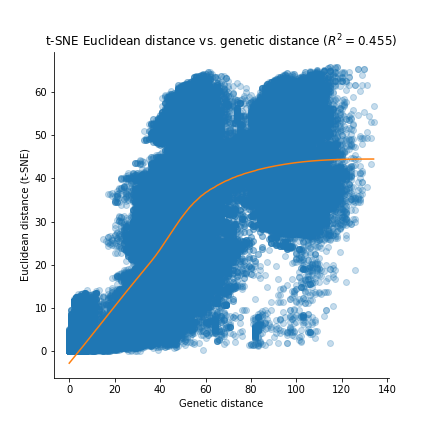 t-SNE Euclidean distance vs. genetic distance (R² = 0.455)
Euclidean distance (t-SNE)
60
50
40
30
20
10
0
0 20 40 60 80 100 120 140
Genetic distance